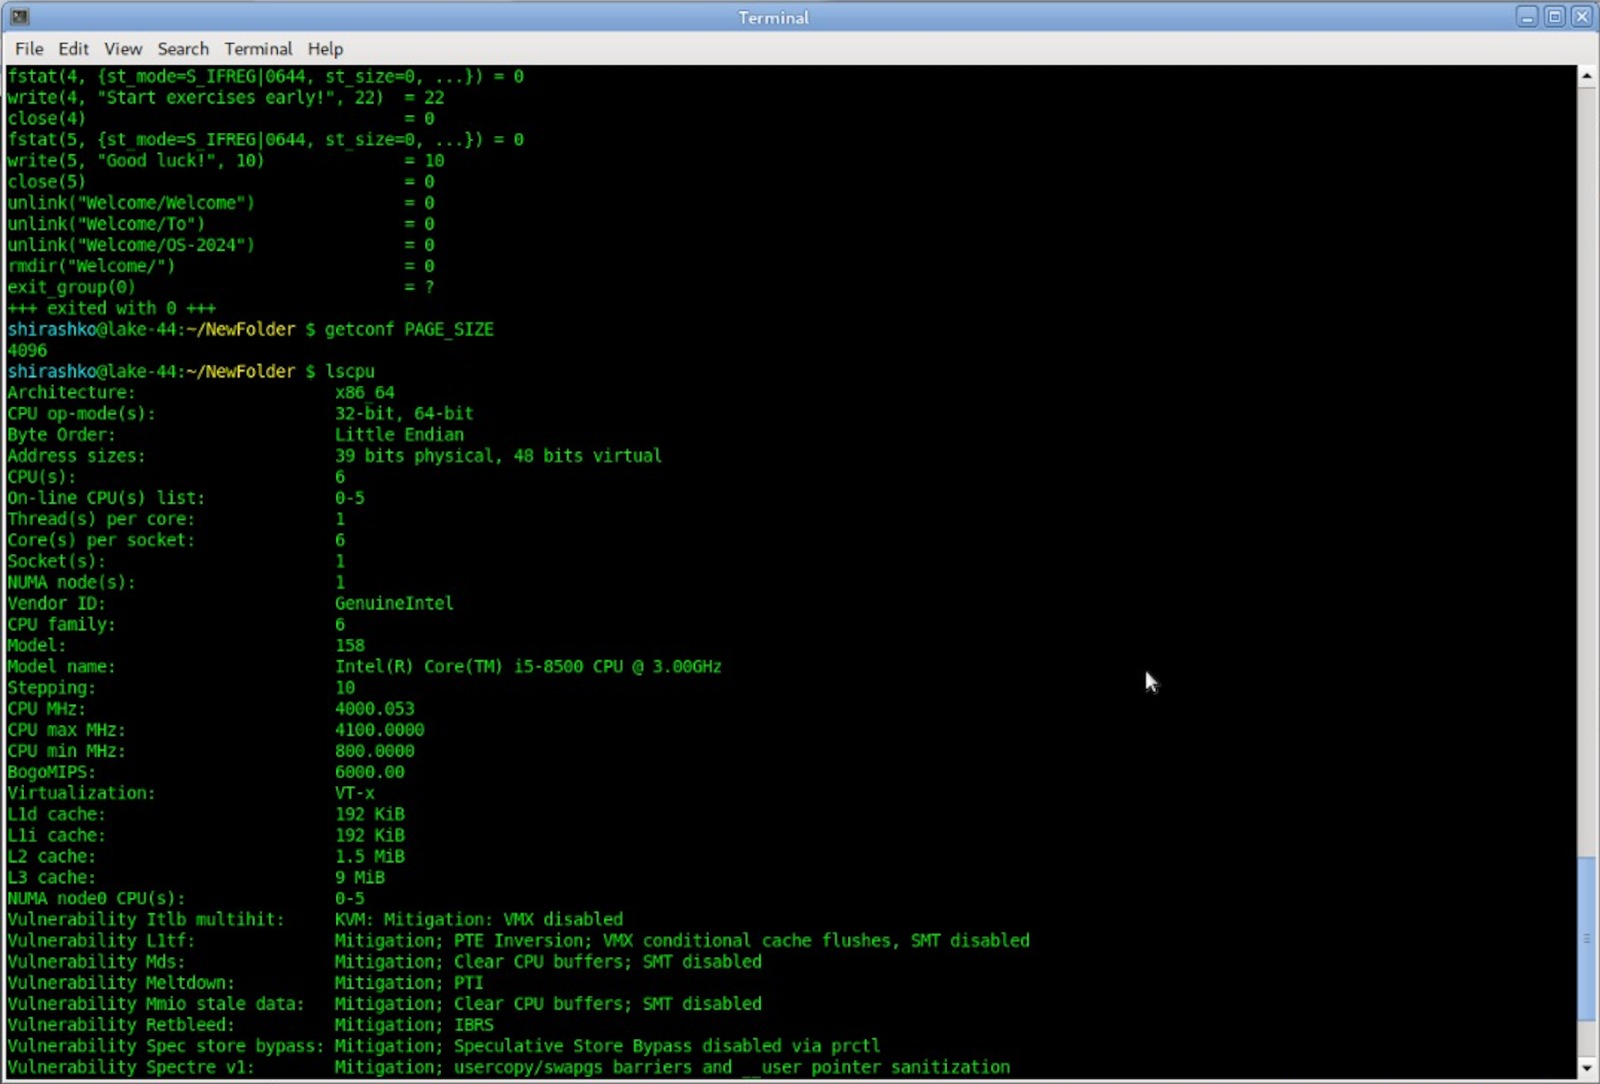 Terminal
File Edit View Search Terminal Help
fstat(4, {st_mode=S_IFREG|0644, st_size=0, ...}) = 0
write(4, "Start exercises early!", 22)  = 22
close(4)                                = 0
fstat(5, {st_mode=S_IFREG|0644, st_size=0, ...}) = 0
write(5, "Good luck!", 10)              = 10
close(5)                                = 0
unlink("Welcome/Welcome")               = 0
unlink("Welcome/To")                    = 0
unlink("Welcome/OS-2024")               = 0
rmdir("Welcome/")                       = 0
exit_group(0)                           = ?
+++ exited with 0 +++
shirashko@lake-44:~/NewFolder $ getconf PAGE_SIZE
4096
shirashko@lake-44:~/NewFolder $ lscpu
Architecture:                    x86_64
CPU op-mode(s):                  32-bit, 64-bit
Byte Order:                      Little Endian
Address sizes:                   39 bits physical, 48 bits virtual
CPU(s):                          6
On-line CPU(s) list:             0-5
Thread(s) per core:              1
Core(s) per socket:              6
Socket(s):                       1
NUMA node(s):                    1
Vendor ID:                       GenuineIntel
CPU family:                      6
Model:                           158
Model name:                      Intel(R) Core(TM) i5-8500 CPU @ 3.00GHz
Stepping:                        10
CPU MHz:                         4000.053
CPU max MHz:                     4100.0000
CPU min MHz:                     800.0000
BogoMIPS:                        6000.00
Virtualization:                  VT-x
L1d cache:                       192 KiB
L1i cache:                       192 KiB
L2 cache:                        1.5 MiB
L3 cache:                        9 MiB
NUMA node0 CPU(s):               0-5
Vulnerability Itlb multihit:     KVM: Mitigation: VMX disabled
Vulnerability L1tf:              Mitigation; PTE Inversion; VMX conditional cache flushes, SMT disabled
Vulnerability Mds:               Mitigation; Clear CPU buffers; SMT disabled
Vulnerability Meltdown:          Mitigation; PTI
Vulnerability Mmio stale data:   Mitigation; Clear CPU buffers; SMT disabled
Vulnerability Retbleed:          Mitigation; IBRS
Vulnerability Spec store bypass: Mitigation; Speculative Store Bypass disabled via prctl
Vulnerability Spectre v1:        Mitigation; usercopy/swapgs barriers and __user pointer sanitization